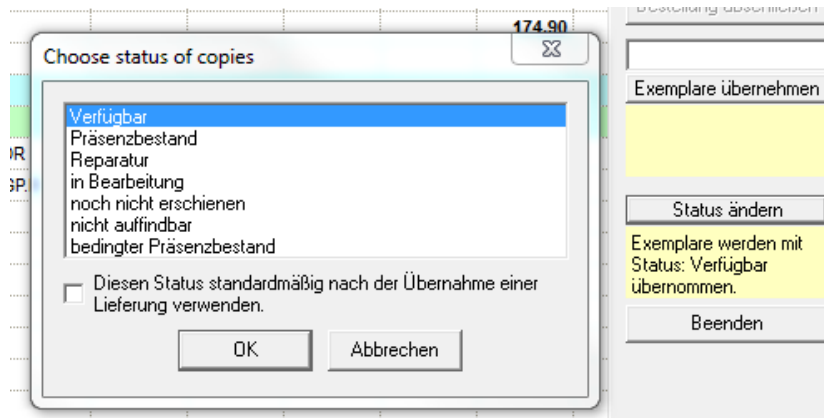 Bestellung abschließen
174.90
Choose status of copies
Exemplare übernehmen
Verfügbar
Präsenzbestand
Reparatur
in Bearbeitung
noch nicht erschienen
nicht auffindbar
bedingter Präsenzbestand
Status ändern
Exemplare werden mit
Status: Verfügbar
übernommen.
Diesen Status standardmäßig nach der Übernahme einer
Lieferung verwenden.
OK
Abbrechen
Beenden